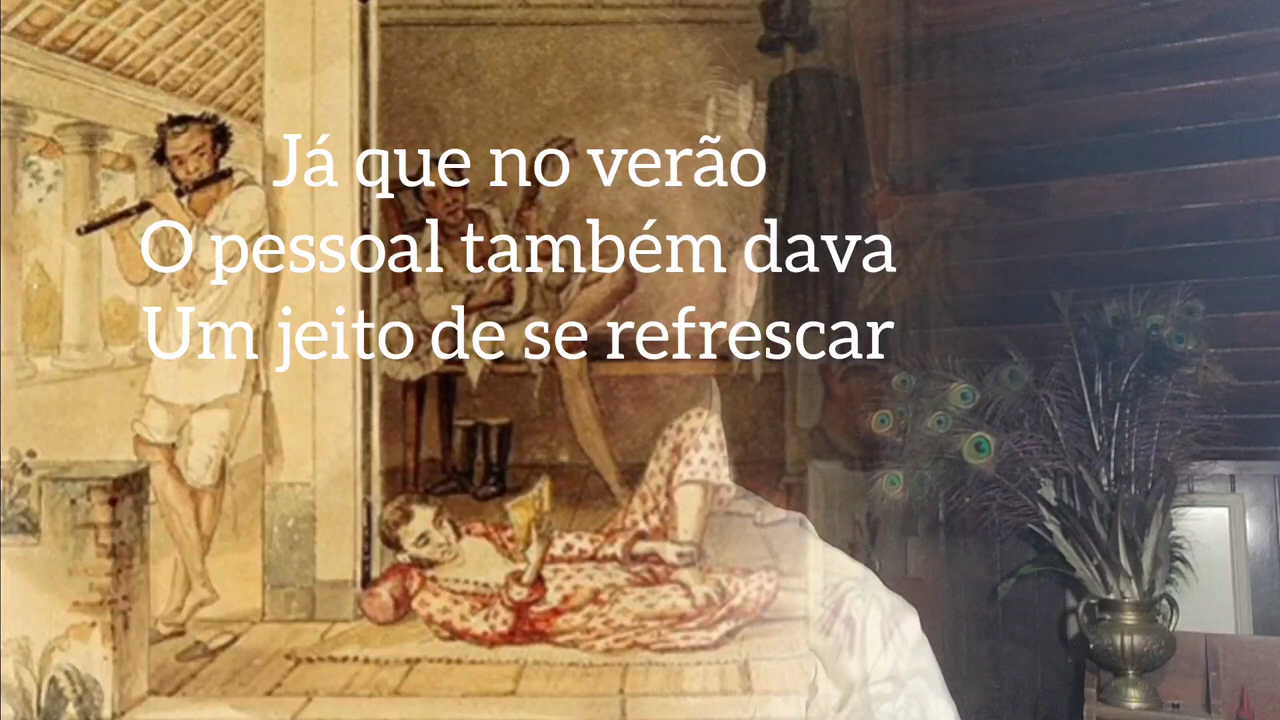 Já que no verão
O pessoal também dava
Um jeito de se refrescar